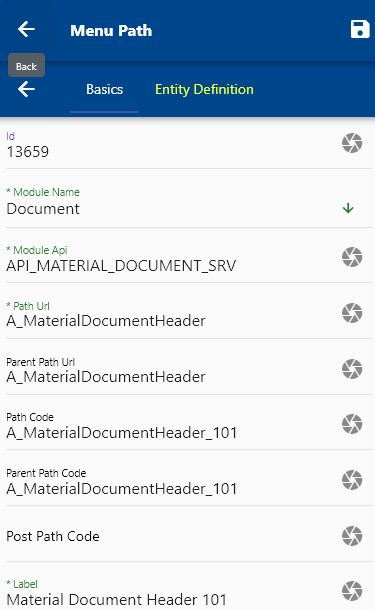 Menu Path
Back
Basics
Entity Definition
Id
13659
* Module Name
Document
* Module Api
API_MATERIAL_DOCUMENT_SRV
* Path Url
A_MaterialDocumentHeader
Parent Path Url
A_MaterialDocumentHeader
Path Code
A_MaterialDocumentHeader_101
Parent Path Code
A_MaterialDocumentHeader_101
Post Path Code
* Label
Material Document Header 101